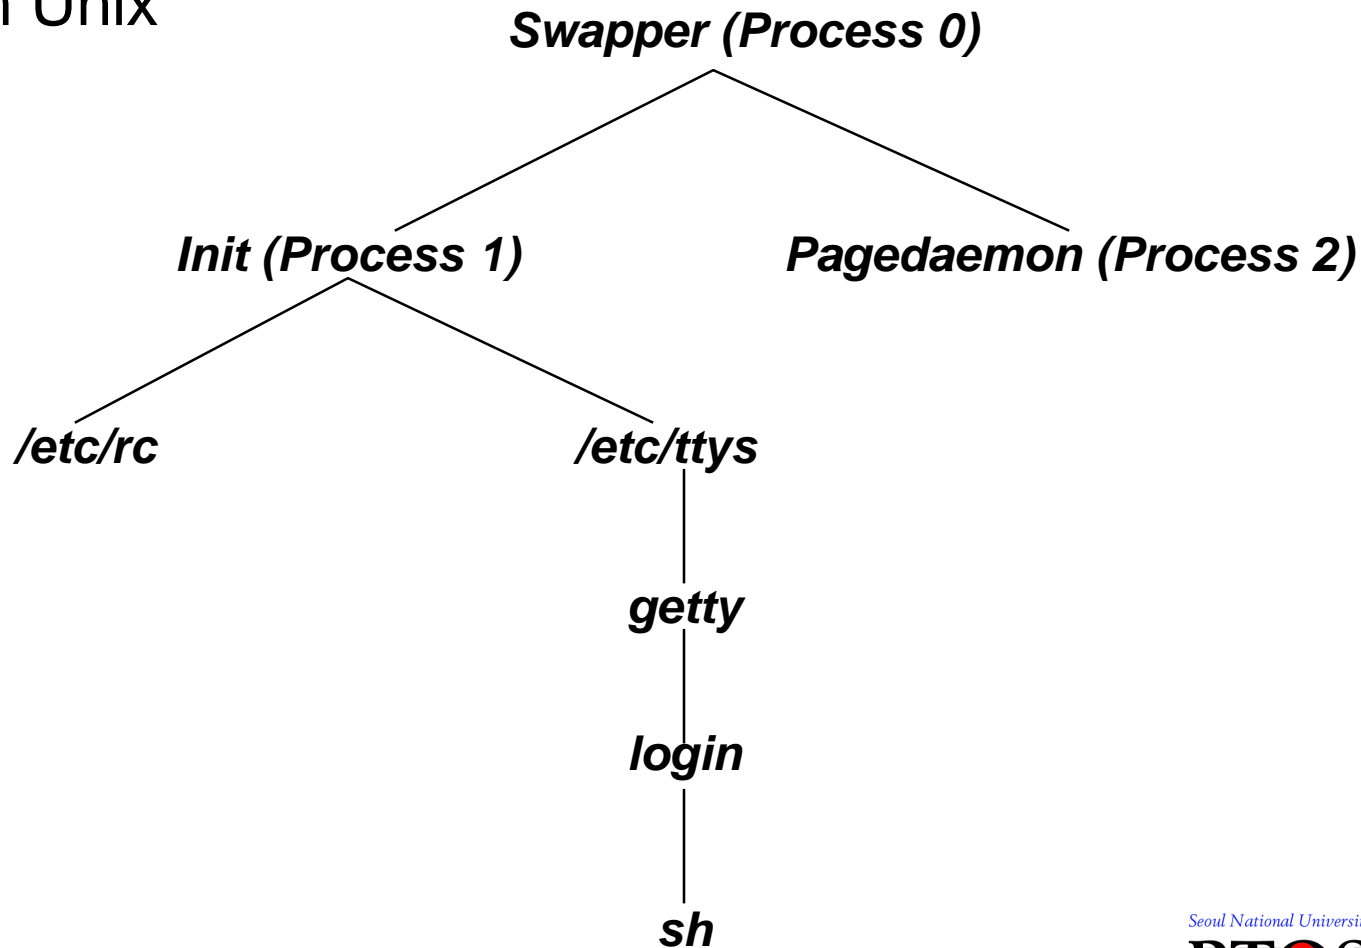 Unix
Swapper (Process 0)
Init (Process 1)
Pagedaemon (Process 2)
/etc/rc
/etc/ttys
getty
login
sh
Seoul National